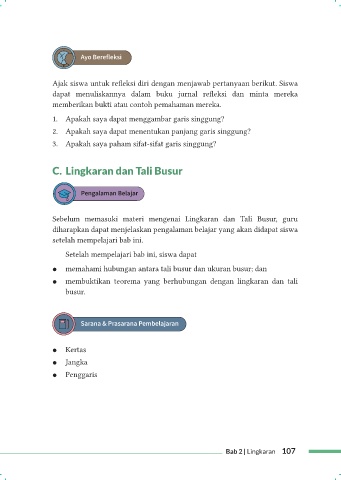 Ayo Berefleksi
Ajak siswa untuk refleksi diri dengan menjawab pertanyaan berikut. Siswa
dapat menuliskannya dalam buku jurnal refleksi dan minta mereka
memberikan bukti atau contoh pemahaman mereka.
1. Apakah saya dapat menggambar garis singgung?
2. Apakah saya dapat menentukan panjang garis singgung?
3. Apakah saya paham sifat-sifat garis singgung?
C. Lingkaran dan Tali Busur
Pengalaman Belajar
Sebelum memasuki materi mengenai Lingkaran dan Tali Busur, guru
diharapkan dapat menjelaskan pengalaman belajar yang akan didapat siswa
setelah mempelajari bab ini.
Setelah mempelajari bab ini, siswa dapat
● memahami hubungan antara tali busur dan ukuran busur; dan
● membuktikan teorema yang berhubungan dengan lingkaran dan tali
busur.
Sarana & Prasarana Pembelajaran
● Kertas
● Jangka
● Penggaris
Bab 2 | Lingkaran 107